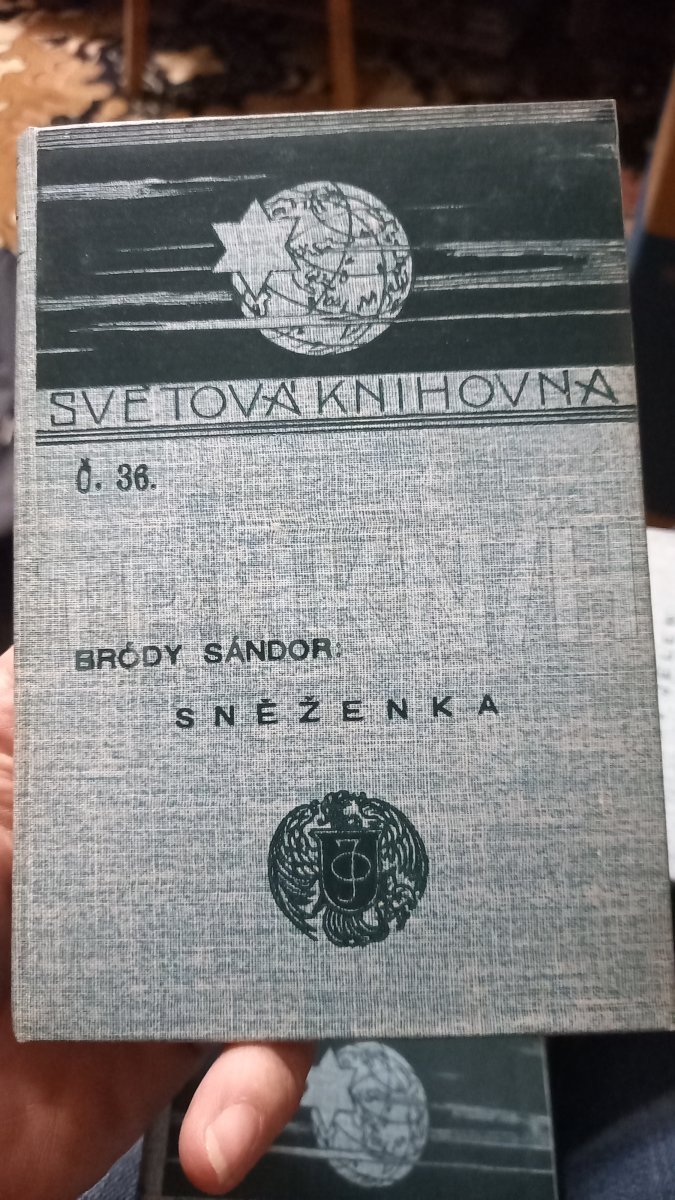 SVĚTOVÁ KNIHOVNA
Č. 36.
BRÓDY SÁNDOR:
SNĚŽENKA